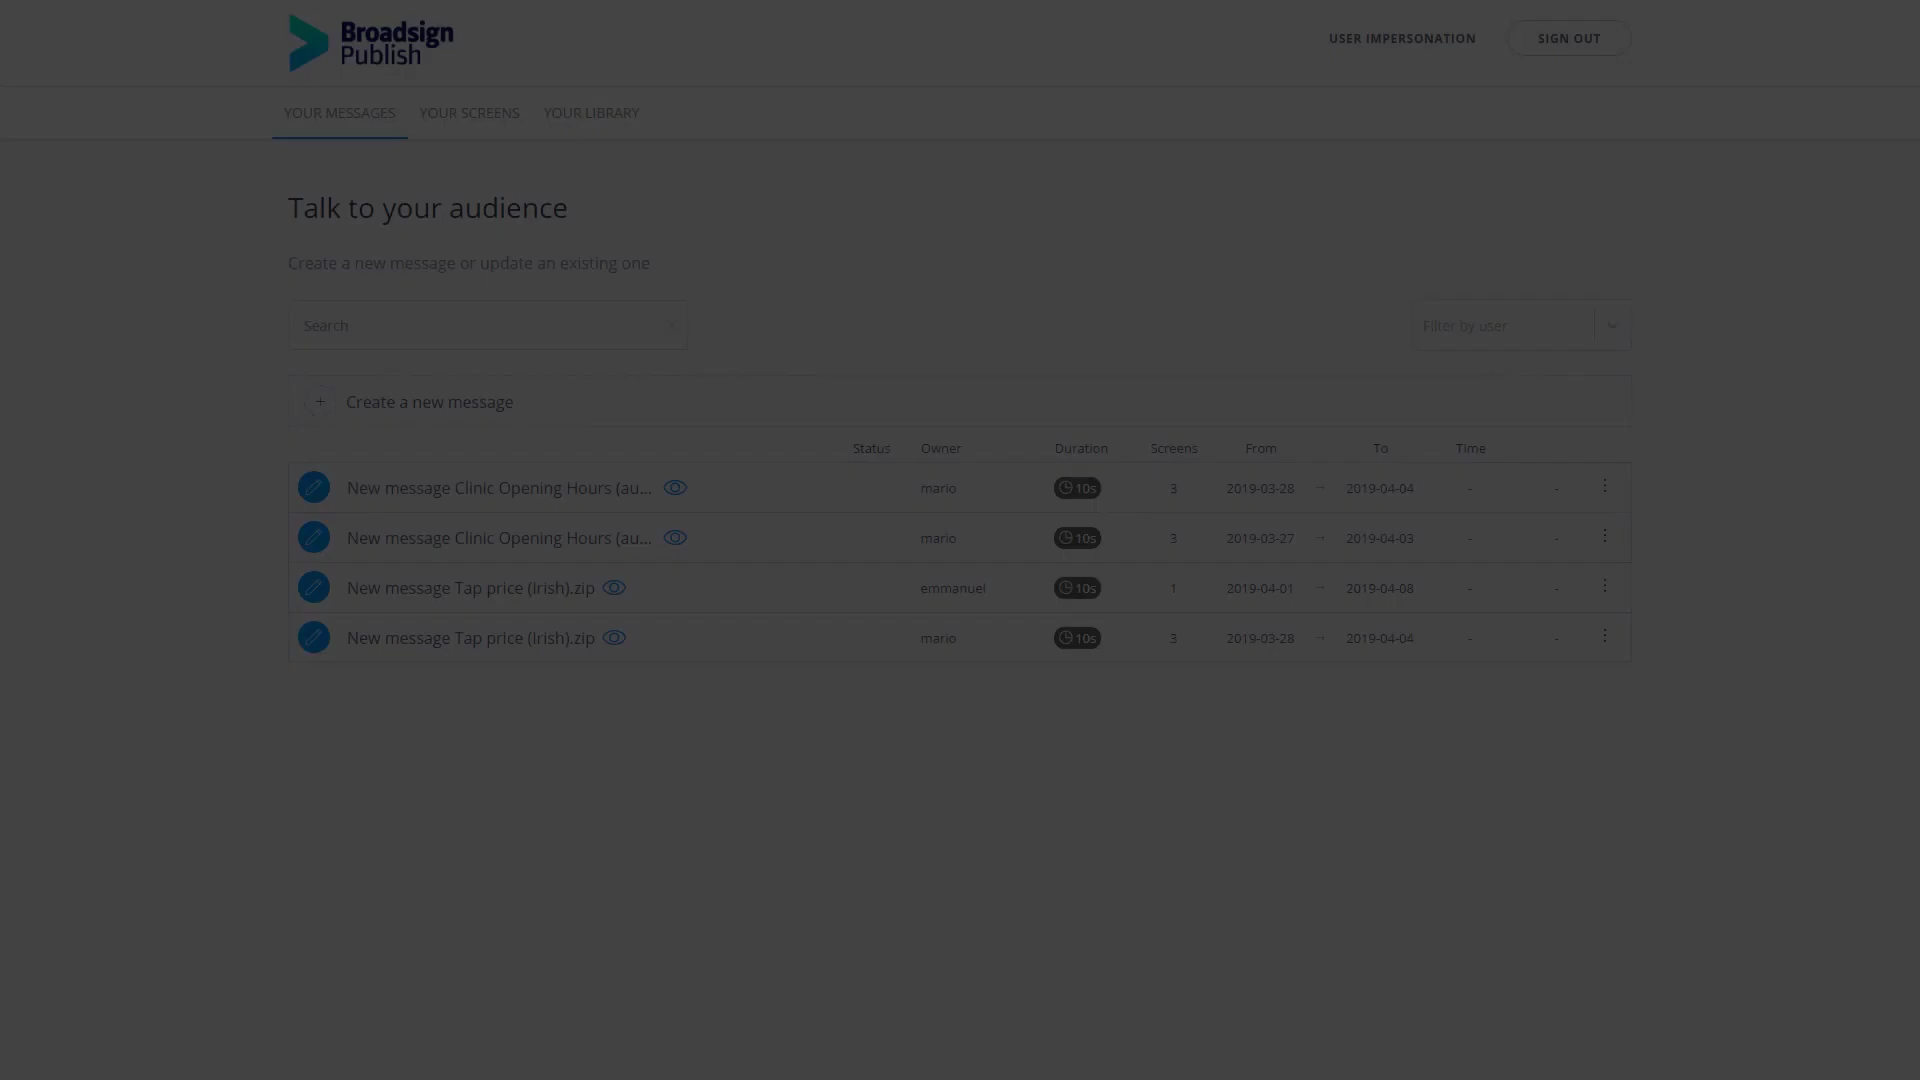 Broadsign
Publish
USER IMPERSONATION
SIGN OUT
YOUR MESSAGES YOUR SCREENS YOUR LIBRARY
Talk to your audience
Create a new message or update an existing one
Search
Filter by user
+ Create a new message
Status Owner Duration Screens From To Time
New message Clinic Opening Hours (au... mario 10s 3 2019-03-28 → 2019-04-04 - -
New message Clinic Opening Hours (au... mario 10s 3 2019-03-27 → 2019-04-03 - -
New message Tap price (Irish).zip emmanuel 10s 1 2019-04-01 → 2019-04-08 - -
New message Tap price (Irish).zip mario 10s 3 2019-03-28 → 2019-04-04 - -